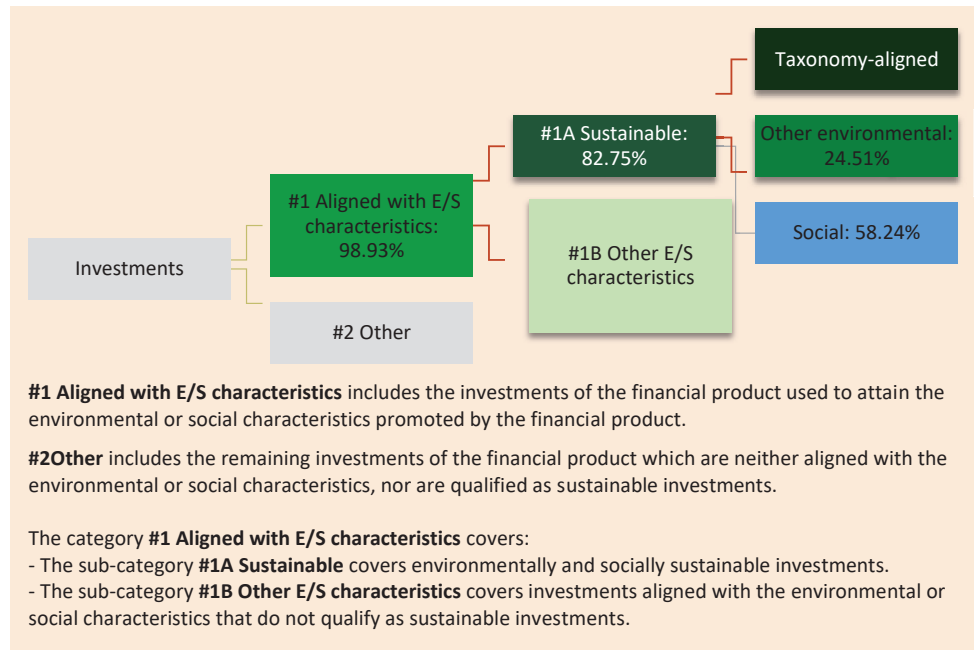 Taxonomy-aligned
#1A Sustainable:
82.75%
Other environmental:
24.51%
#1 Aligned with E/S
characteristics:
98.93%
Social: 58.24%
#1B Other E/S
characteristics
Investments
#2 Other
#1 Aligned with E/S characteristics includes the investments of the financial product used to attain the
environmental or social characteristics promoted by the financial product.
#2Other includes the remaining investments of the financial product which are neither aligned with the
environmental or social characteristics, nor are qualified as sustainable investments.
The category #1 Aligned with E/S characteristics covers:
- The sub-category #1A Sustainable covers environmentally and socially sustainable investments.
- The sub-category #1B Other E/S characteristics covers investments aligned with the environmental or
social characteristics that do not qualify as sustainable investments.